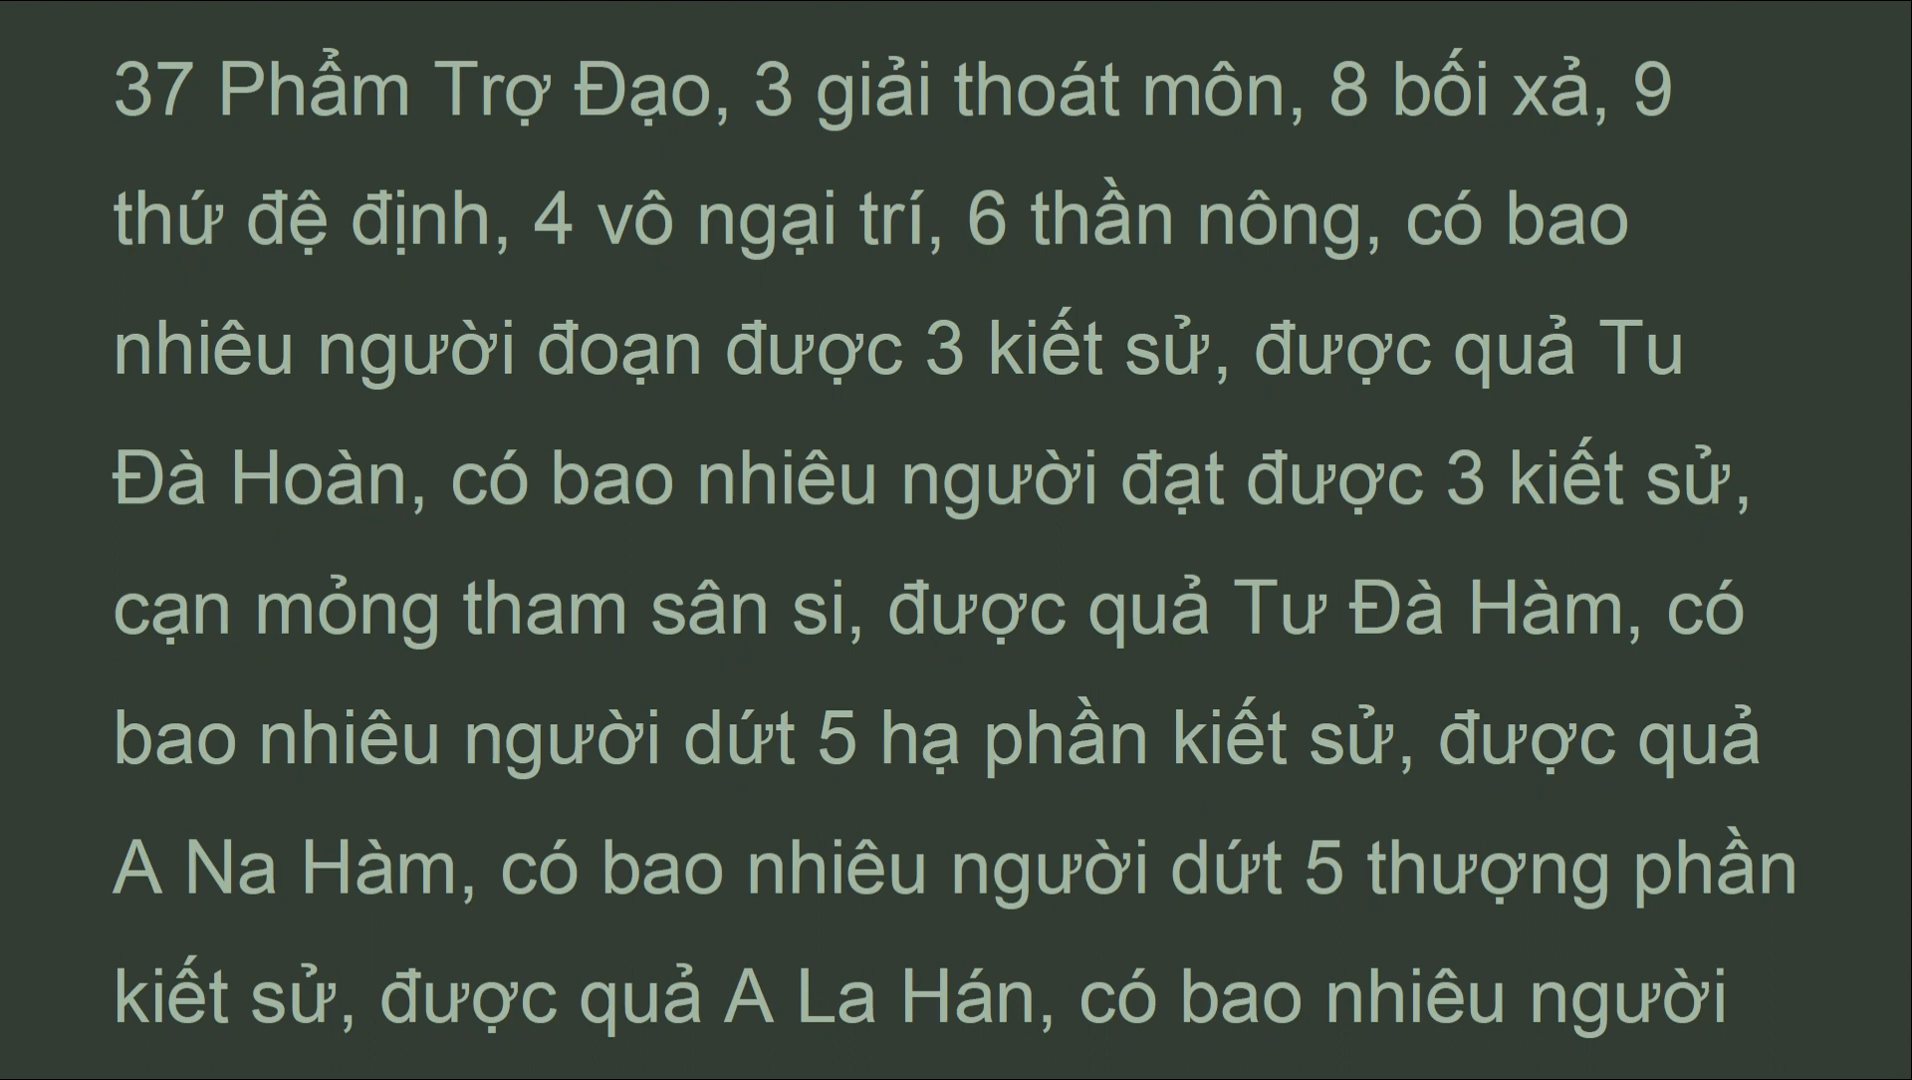 37 Phẩm Trợ Đạo, 3 giải thoát môn, 8 bối xả, 9
thứ đệ định, 4 vô ngại trí, 6 thần nông, có bao
nhiêu người đoạn được 3 kiết sử, được quả Tu
Đà Hoàn, có bao nhiêu người đạt được 3 kiết sử,
cạn mỏng tham sân si, được quả Tư Đà Hàm, có
bao nhiêu người dứt 5 hạ phần kiết sử, được quả
A Na Hàm, có bao nhiêu người dứt 5 thượng phần
kiết sử, được quả A La Hán, có bao nhiêu người